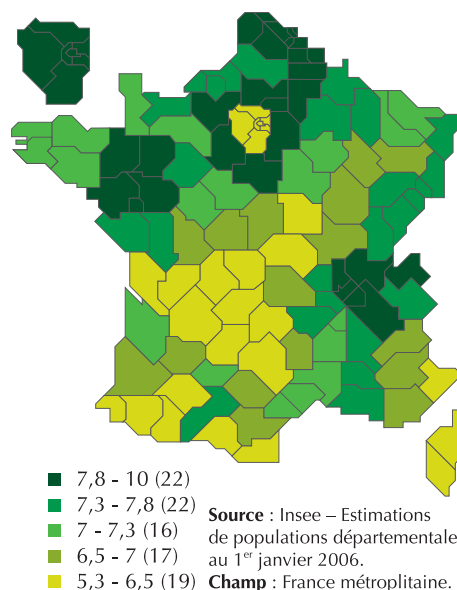 7,8 - 10 (22)
7,3 - 7,8 (22)
7 - 7,3 (16)
6,5 - 7 (17)
5,3 - 6,5 (19)
Source : Insee – Estimations
de populations départementale
au 1er janvier 2006.
Champ : France métroplitaine.